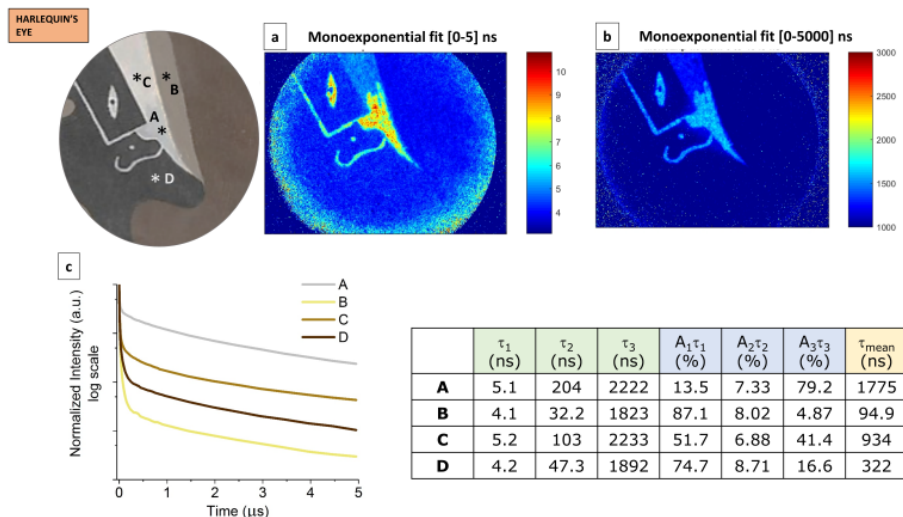 HARLEQUIN'S
EYE
a
Monoexponential fit [0-5] ns
b
Monoexponential fit [0-5000] ns
*C
*
B
A
*
* D
10
9
8
7
6
5
4
3000
2500
2000
1500
1000
c
Normalized Intensity (a.u.)
log scale
A
B
C
D
0 1 2 3 4 5
Time (μs)
τ1 (ns) τ2 (ns) τ3 (ns) A1τ1 (%) A2τ2 (%) A3τ3 (%) τmean (ns)
A 5.1 204 2222 13.5 7.33 79.2 1775
B 4.1 32.2 1823 87.1 8.02 4.87 94.9
C 5.2 103 2233 51.7 6.88 41.4 934
D 4.2 47.3 1892 74.7 8.71 16.6 322